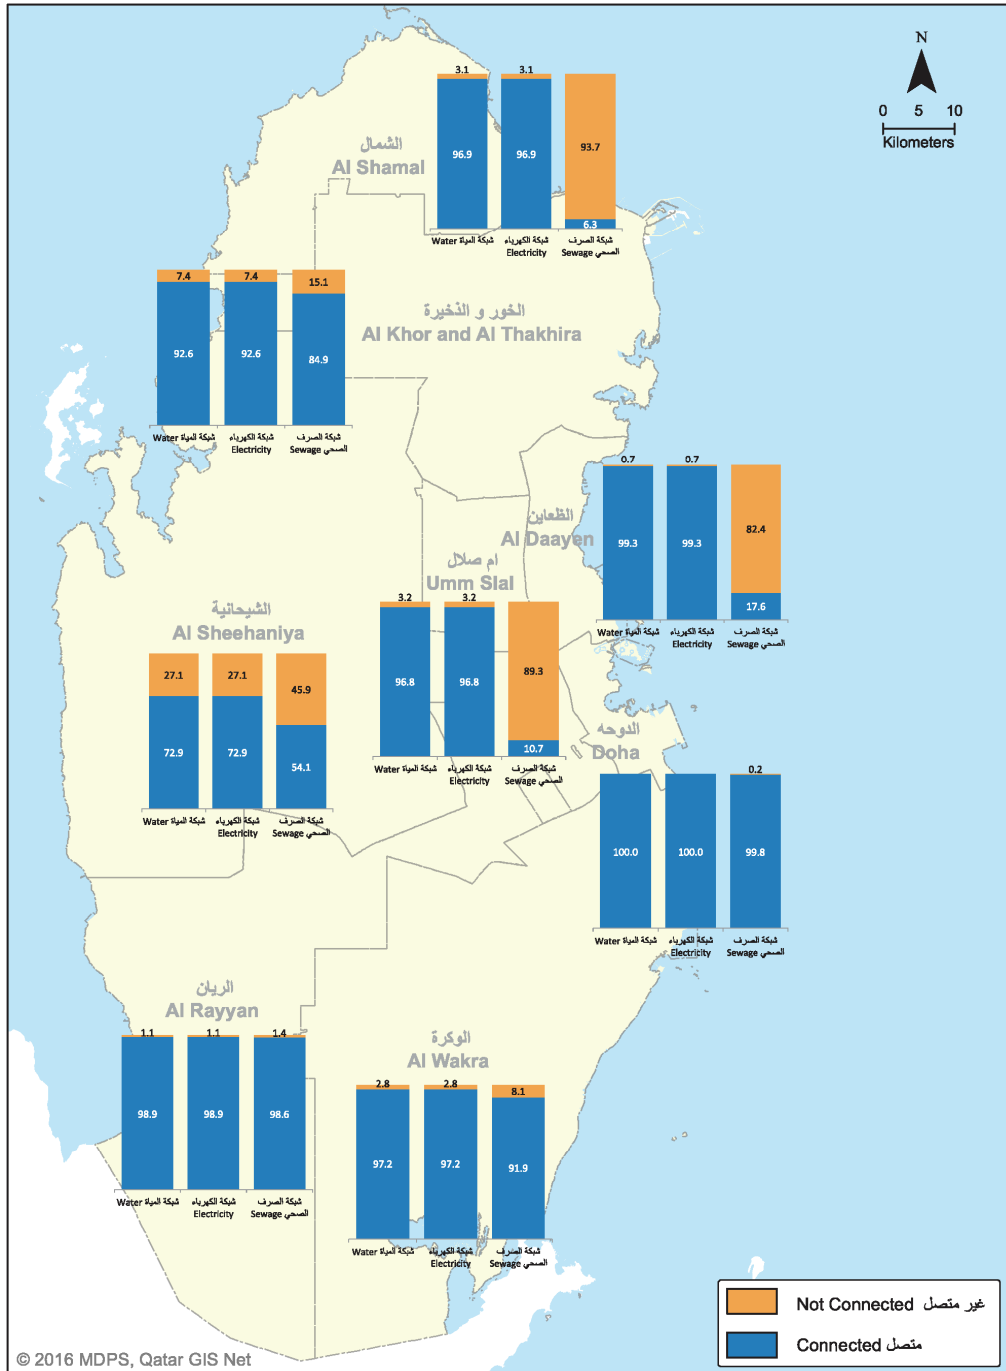 N
0 5 10
Kilometers
3.1 3.1
96.9 96.9 93.7
6.3
الشمال
Al Shamal
شبكة المياة Water
شبكة الكهرباء
Electricity
شبكة الصرف
الصحي Sewage
7.4 7.4 15.1
92.6 92.6 84.9
شبكة المياة Water
شبكة الكهرباء
Electricity
شبكة الصرف
الصحي Sewage
الخور و الذخيرة
Al Khor and Al Thakhira
0.7 0.7
99.3 99.3 82.4
17.6
شبكة المياة Water
شبكة الكهرباء
Electricity
شبكة الصرف
الصحي Sewage
الظعاين
Al Daayen
ام صلال
Umm Slal
3.2 3.2
96.8 96.8 89.3
10.7
شبكة المياة Water
شبكة الكهرباء
Electricity
شبكة الصرف
الصحي Sewage
الشيحانية
Al Sheehaniya
27.1 27.1 45.9
72.9 72.9 54.1
شبكة المياة Water
شبكة الكهرباء
Electricity
شبكة الصرف
الصحي Sewage
الدوحه
Doha
0.2
100.0 100.0 99.8
شبكة المياة Water
شبكة الكهرباء
Electricity
شبكة الصرف
الصحي Sewage
الريان
Al Rayyan
1.1 1.1 1.4
98.9 98.9 98.6
شبكة المياة Water
شبكة الكهرباء
Electricity
شبكة الصرف
الصحي Sewage
الوكرة
Al Wakra
2.8 2.8 8.1
97.2 97.2 91.9
شبكة المياة Water
شبكة الكهرباء
Electricity
شبكة الصرف
الصحي Sewage
Not Connected غير متصل
Connected متصل
© 2016 MDPS, Qatar GIS Net